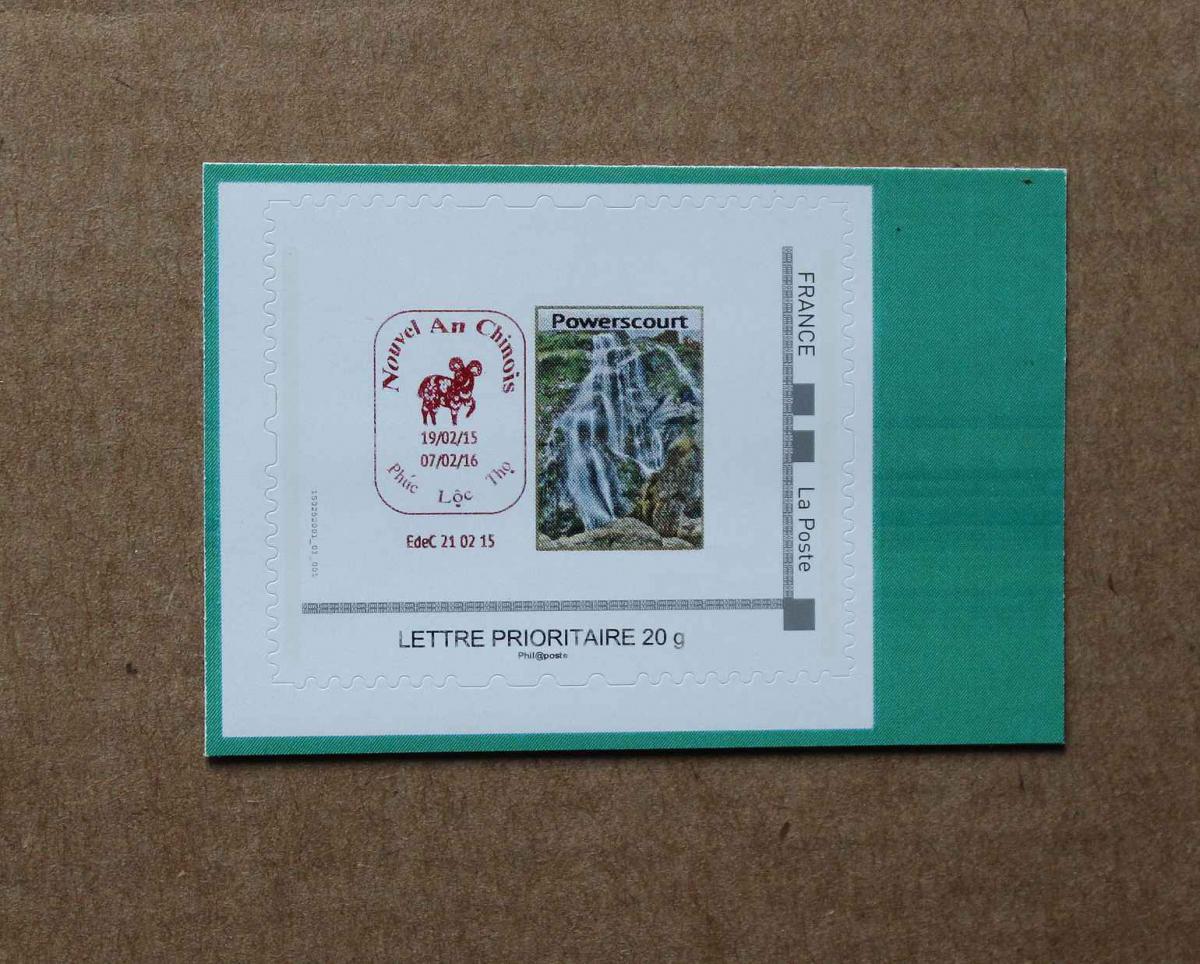 Nouvel An Chinois
19/02/15
07/02/16
Phúc Lộc Thọ
EdeC 21 02 15
Powerscourt
FRANCE
La Poste
LETTRE PRIORITAIRE 20 g
Phil@poste